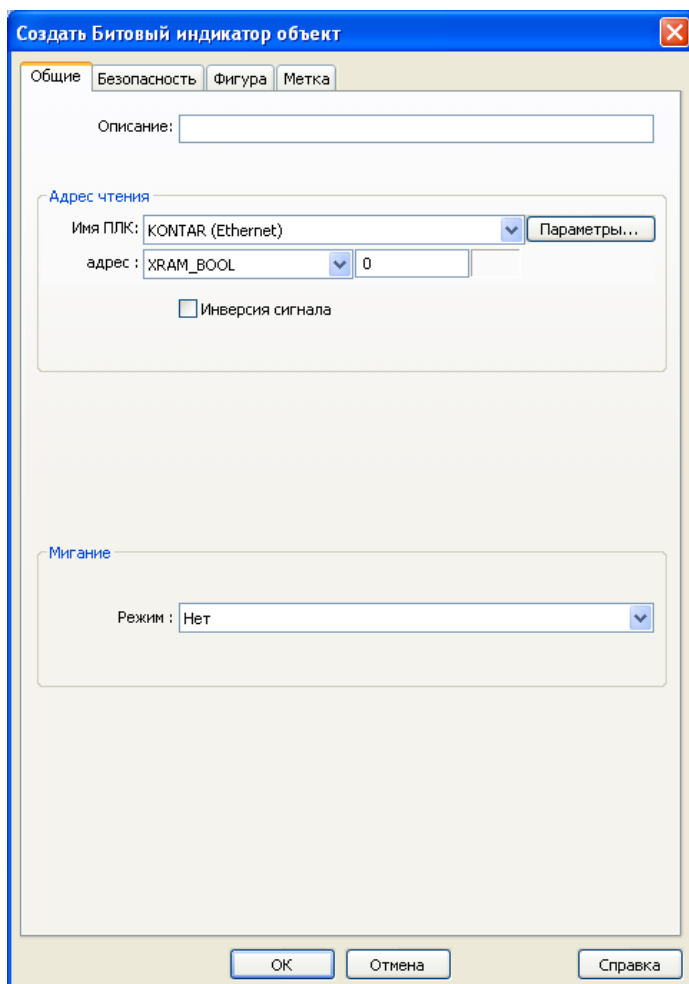 Создать Битовый индикатор объект
Общие Безопасность Фигура Метка
Описание:
Адрес чтения
Имя ПЛК: KONTAR (Ethernet) Параметры...
адрес : XRAM_BOOL 0
Инверсия сигнала
Мигание
Режим : Нет
ОК Отмена Справка